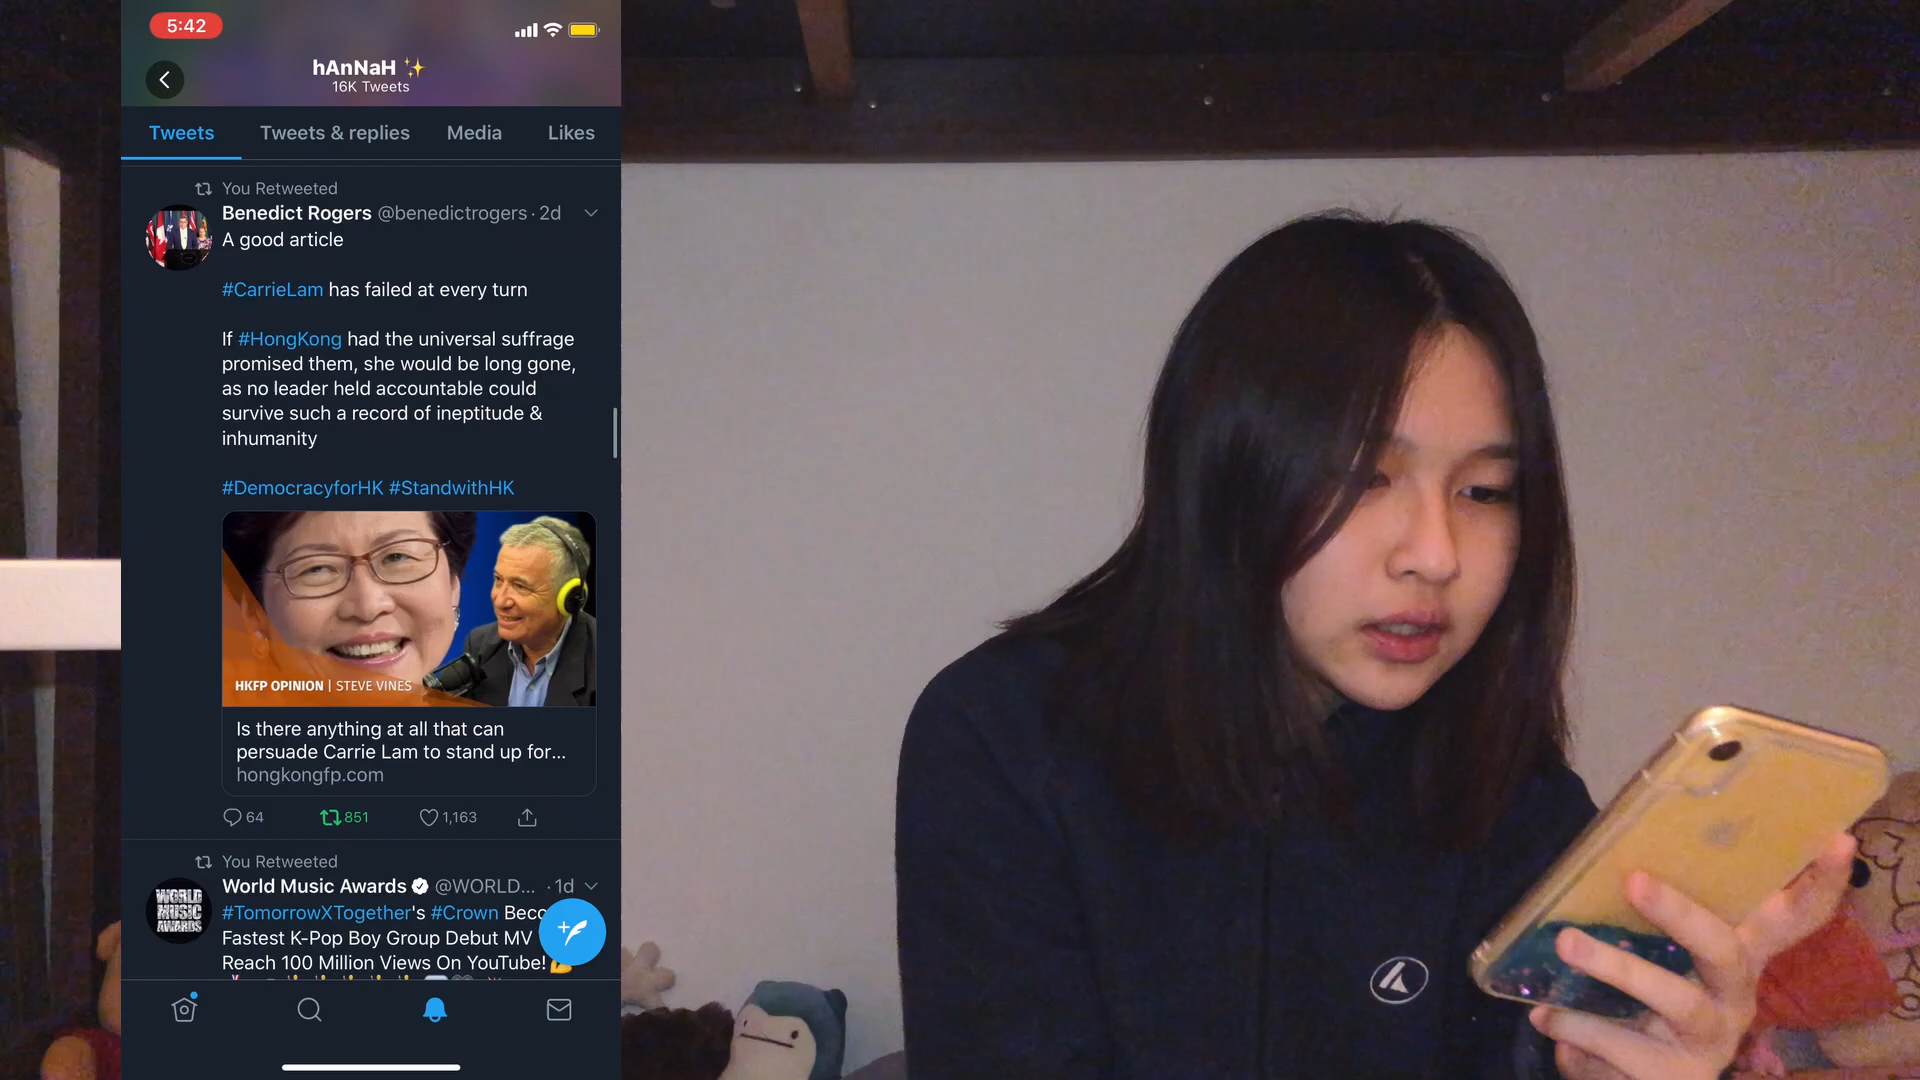 5:42
hAnNaH ✨
16K Tweets
Tweets Tweets & replies Media Likes
You Retweeted
Benedict Rogers @benedictrogers · 2d
A good article
#CarrieLam has failed at every turn
If #HongKong had the universal suffrage
promised them, she would be long gone,
as no leader held accountable could
survive such a record of ineptitude &
inhumanity
#DemocracyforHK #StandwithHK
HKFP OPINION | STEVE VINES
Is there anything at all that can
persuade Carrie Lam to stand up for...
hongkongfp.com
64 851 1,163
You Retweeted
World Music Awards @WORLD... · 1d
WORLD
MUSIC
AWARDS
#TomorrowXTogether's #Crown
Fastest K-Pop Boy Group Debut MV
Reach 100 Million Views On YouTube!